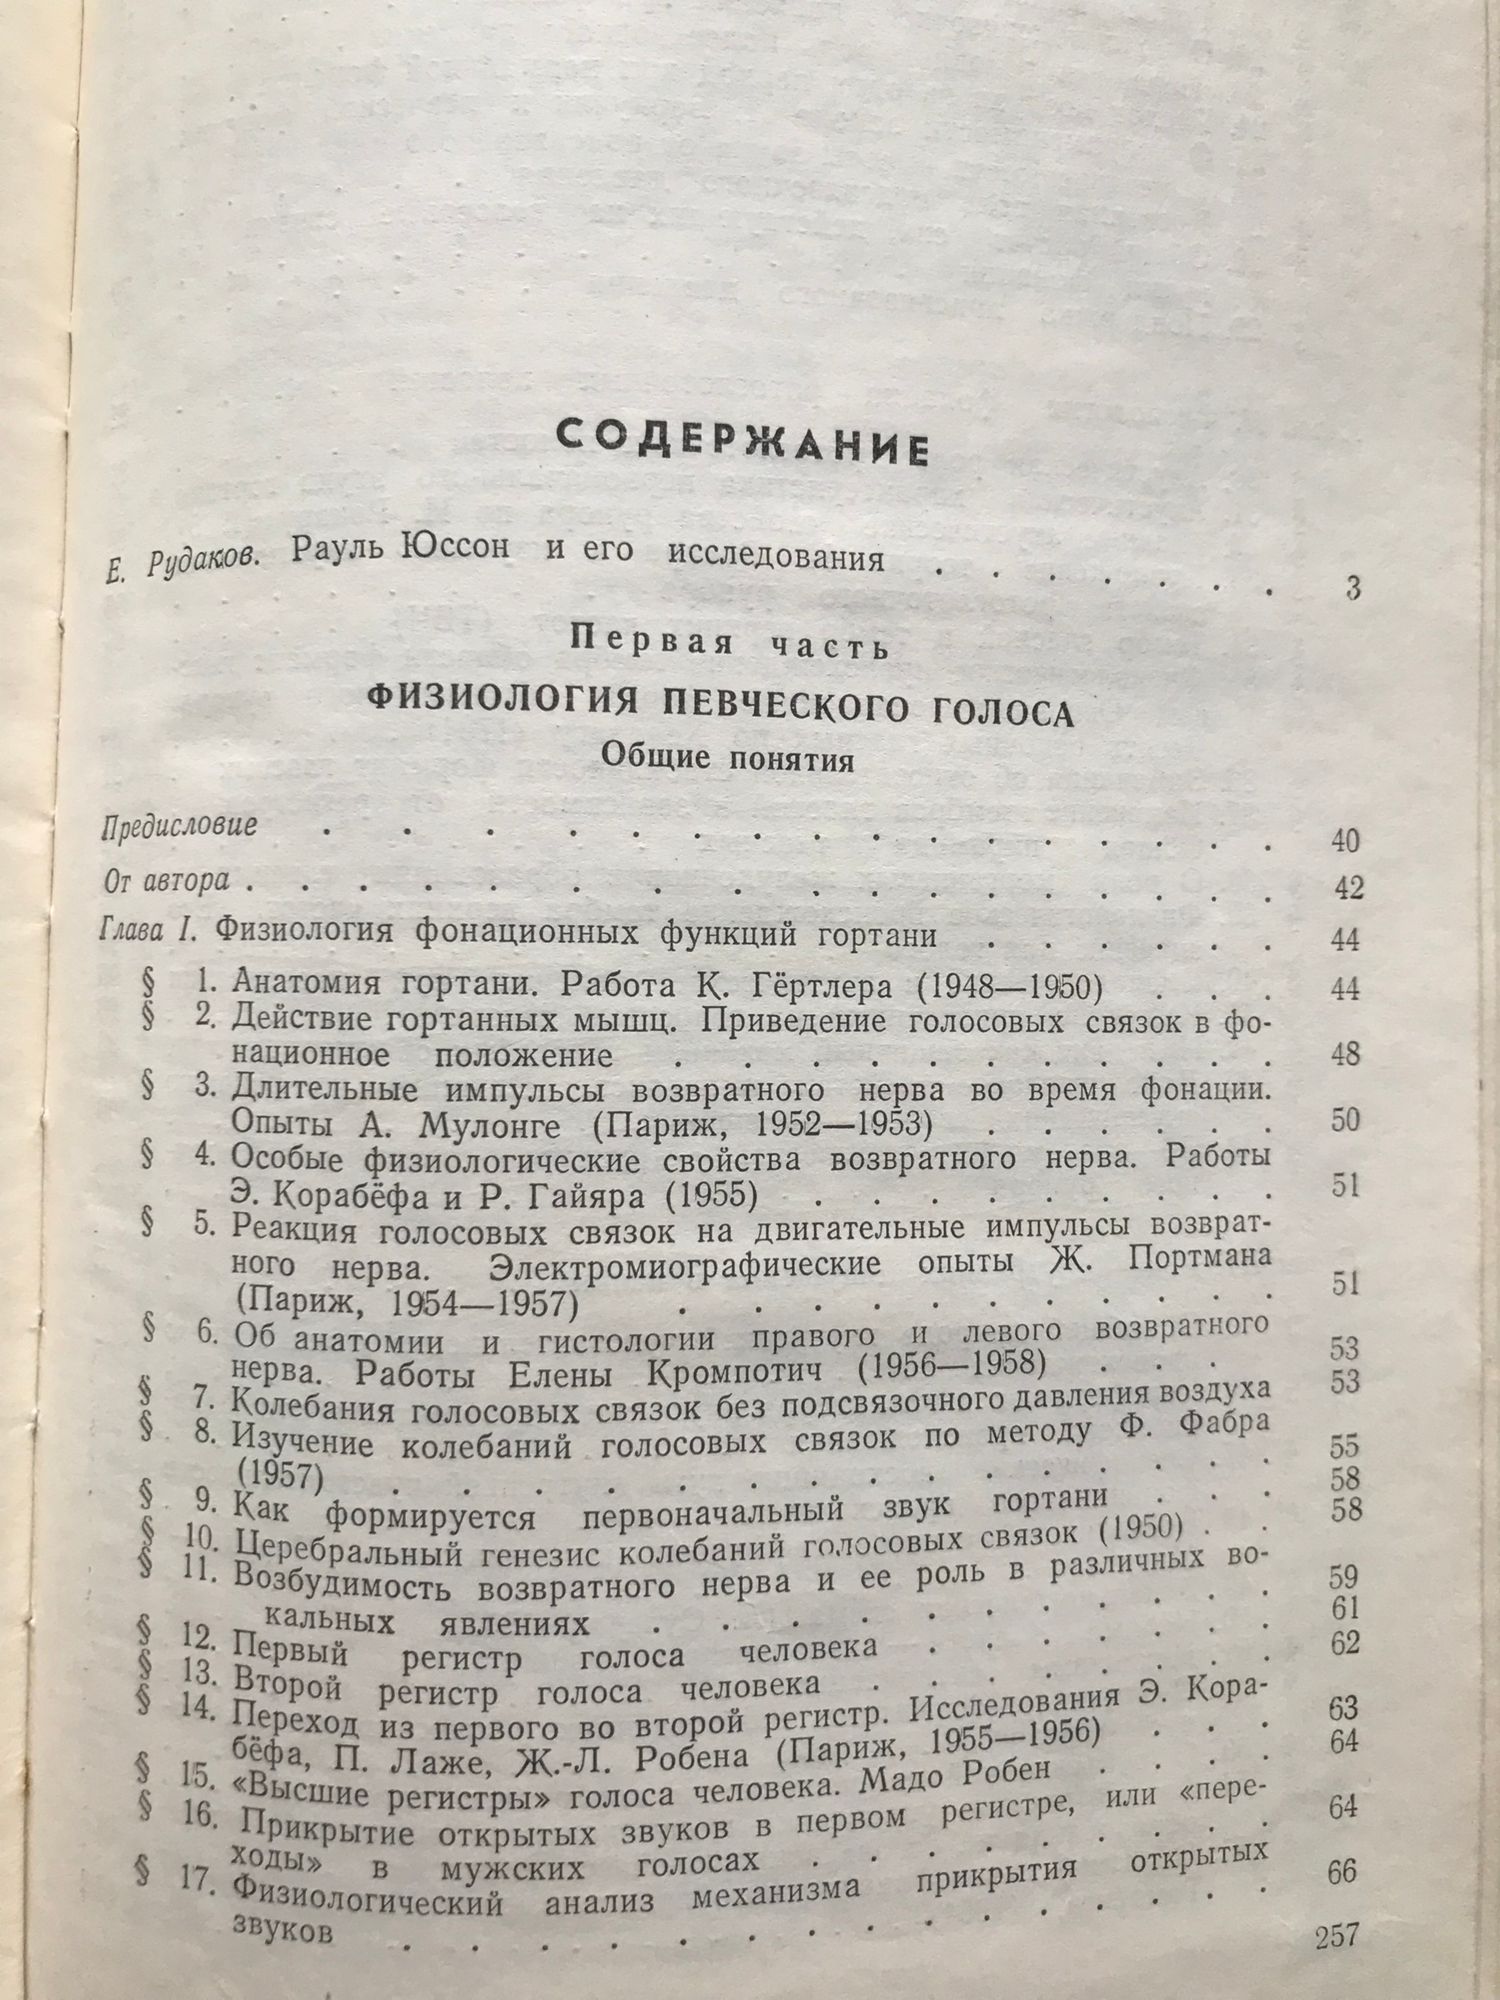 СОДЕРЖАНИЕ
Е. Рудаков. Рауль Юссон и его исследования . . . . . . . 3
Первая часть
ФИЗИОЛОГИЯ ПЕВЧЕСКОГО ГОЛОСА
Общие понятия
Предисловие . . . . . . . . . . . . . . . . 40
От автора . . . . . . . . . . . . . . . . . 42
Глава I. Физиология фонационных функций гортани . . . . . . 44
§ 1. Анатомия гортани. Работа К. Гёртлера (1948—1950) . . . 44
§ 2. Действие гортанных мышц. Приведение голосовых связок в фо-
национное положение . . . . . . . . . . 48
§ 3. Длительные импульсы возвратного нерва во время фонации.
Опыты А. Мулонге (Париж, 1952—1953) . . . . . . 50
§ 4. Особые физиологические свойства возвратного нерва. Работы
Э. Корабёфа и Р. Гайяра (1955) . . . . . . . . 51
§ 5. Реакция голосовых связок на двигательные импульсы возврат-
ного нерва. Электромиографические опыты Ж. Портмана
(Париж, 1954—1957) . . . . . . . . . . 51
§ 6. Об анатомии и гистологии правого и левого возвратного
нерва. Работы Елены Кромпотич (1956—1958) . . . 53
§ 7. Колебания голосовых связок без подсвязочного давления воздуха 53
§ 8. Изучение колебаний голосовых связок по методу Ф. Фабра
(1957) . . . . . . . . . . . . . . 55
§ 9. Как формируется первоначальный звук гортани . . . 58
§ 10. Церебральный генезис колебаний голосовых связок (1950) . . 58
§ 11. Возбудимость возвратного нерва и ее роль в различных во-
кальных явлениях . . . . . . . . . . 59
§ 12. Первый регистр голоса человека . . . . . . 61
§ 13. Второй регистр голоса человека . . . . . . . 62
§ 14. Переход из первого во второй регистр. Исследования Э. Кора-
бёфа, П. Лаже, Ж.-Л. Робена (Париж, 1955—1956) . . . 63
§ 15. «Высшие регистры» голоса человека. Мадо Робен . . . . 64
§ 16. Прикрытие открытых звуков в первом регистре, или «пере-
ходы» в мужских голосах . . . . . . . . 64
§ 17. Физиологический анализ механизма прикрытия открытых
звуков . . . . . . . . . . . . . 66
257